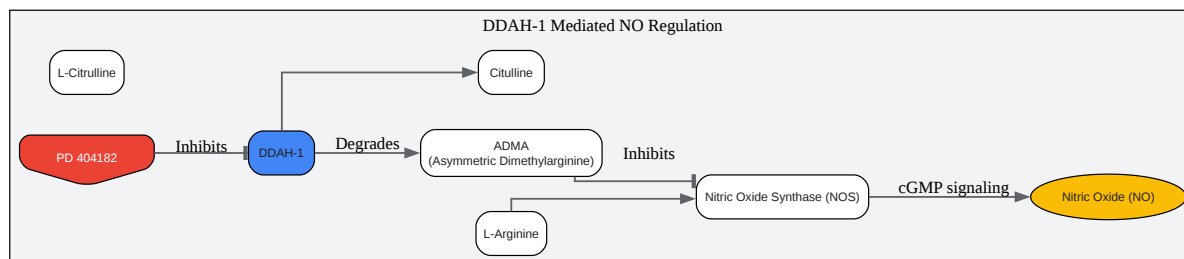 DDAH-1 Mediated NO Regulation
L-Citrulline
Citulline
PD 404182
Inhibits
DDAH-1
Degrades
ADMA
(Asymmetric Dimethylarginine)
Inhibits
L-Arginine
Nitric Oxide Synthase (NOS)
cGMP signaling
Nitric Oxide (NO)